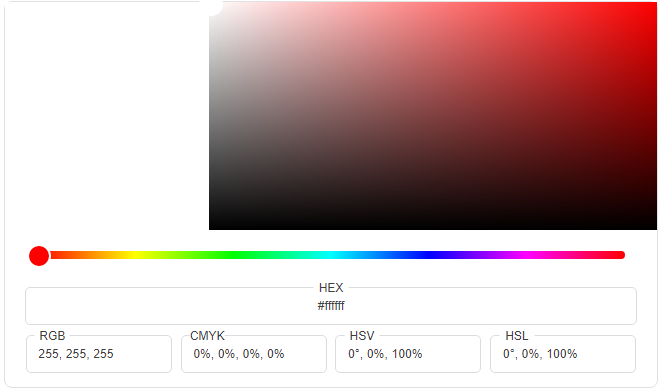 HEX
#ffffff
RGB
255, 255, 255
CMYK
0%, 0%, 0%, 0%
HSV
0°, 0%, 100%
HSL
0°, 0%, 100%